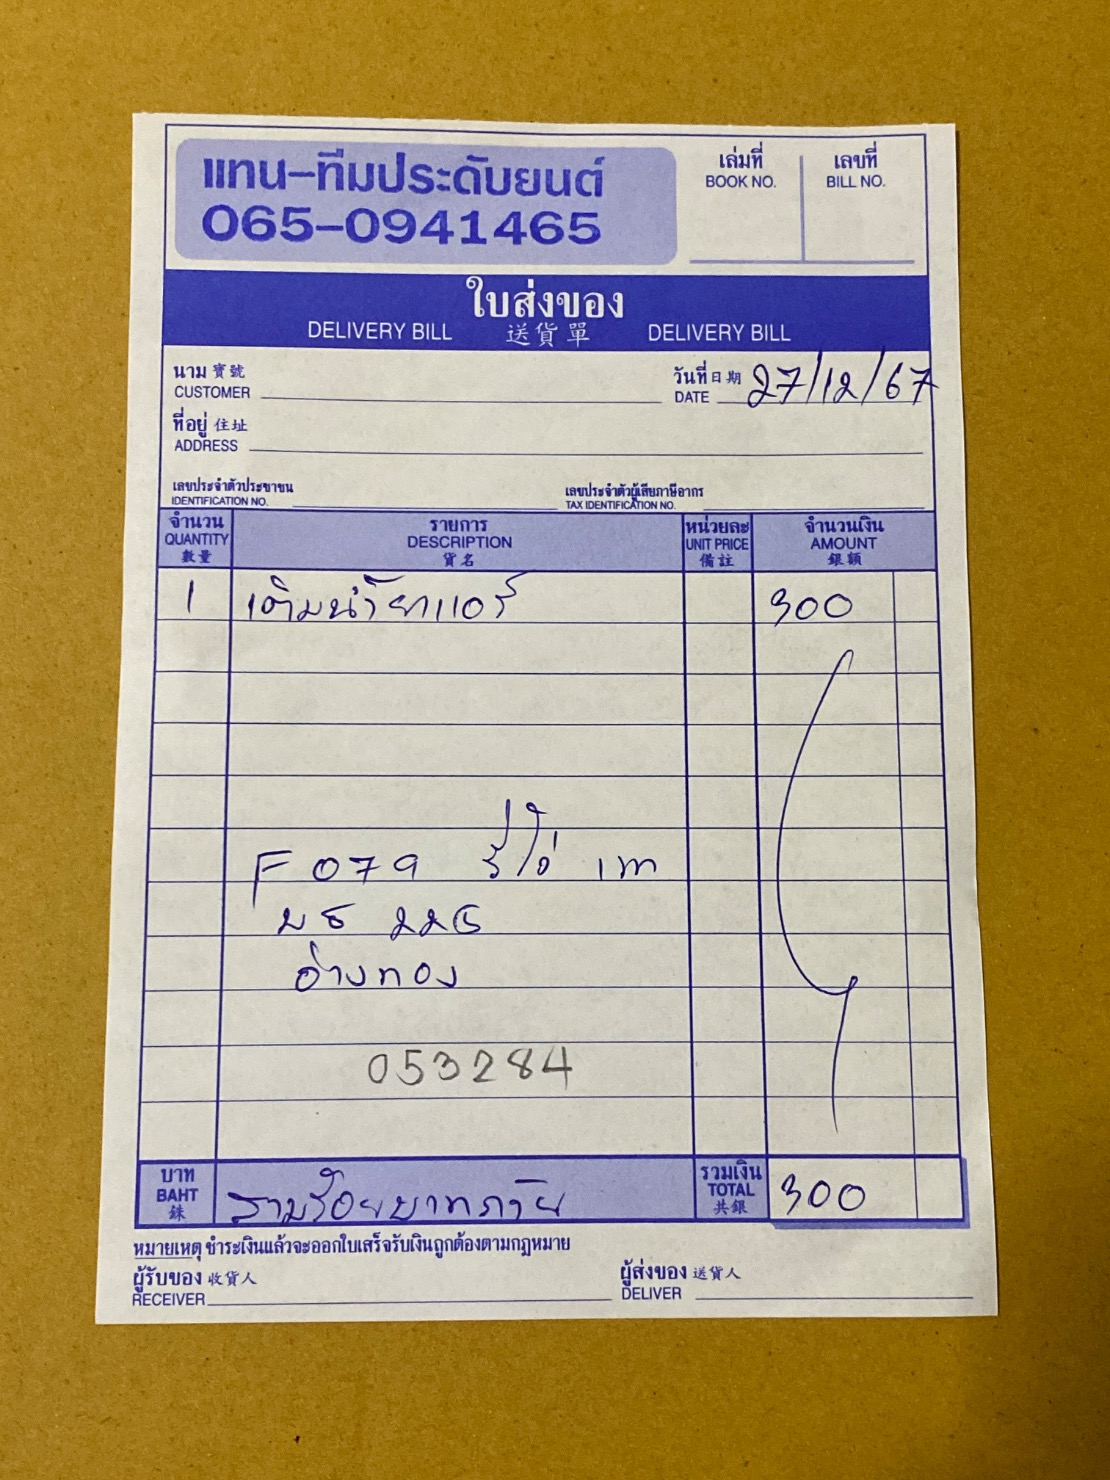 แทน-ทีมประดับยนต์
065-0941465
เล่มที่
BOOK NO.
เลขที่
BILL NO.
ใบส่งของ
DELIVERY BILL 送貨單 DELIVERY BILL
นาม 寳號
CUSTOMER
วันที่ 日期
DATE 27/12/67
ที่อยู่ 住址
ADDRESS
เลขประจำตัวประชาชน
IDENTIFICATION NO.
เลขประจำตัวผู้เสียภาษีอากร
TAX IDENTIFICATION NO.
จำนวน รายการ หน่วยละ จำนวนเงิน
QUANTITY DESCRIPTION UNIT PRICE AMOUNT
數量 貨名 備註 銀額
1 เติมน้ำยาแอร์ 300
F 079
บธ 226
อ่างทอง
053284
บาท
BAHT
銖
สามร้อยบาทถ้วน
รวมเงิน
TOTAL
共銀
300
หมายเหตุ ชำระเงินแล้วจะออกใบเสร็จรับเงินถูกต้องตามกฎหมาย
ผู้รับของ 收貨人
RECEIVER
ผู้ส่งของ 送貨人
DELIVER